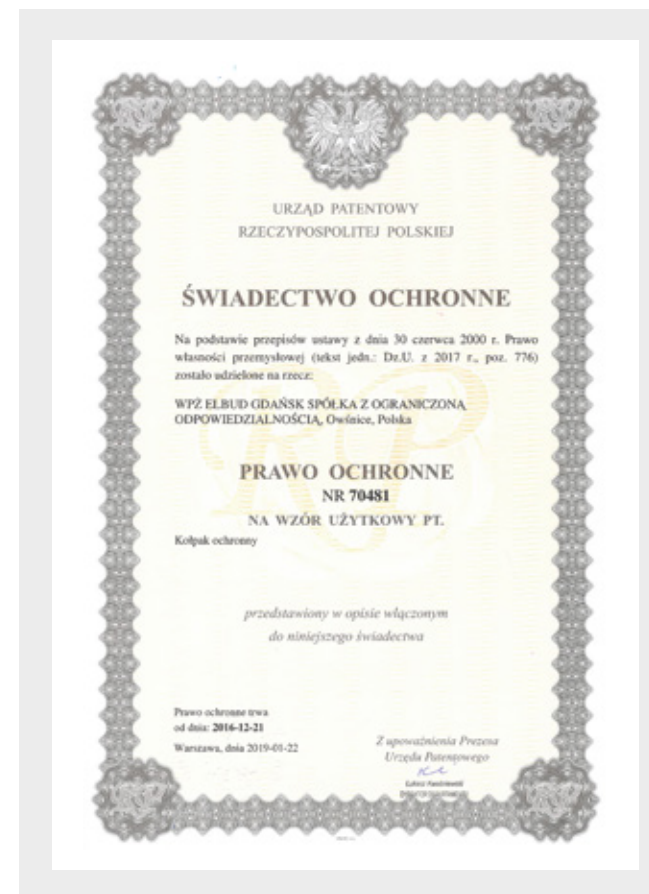 URZĄD PATENTOWY
RZECZYPOSPOLITEJ POLSKIEJ
ŚWIADECTWO OCHRONNE
Na podstawie przepisów ustawy z dnia 30 czerwca 2000 r. Prawo
własności przemysłowej (tekst jedn.: Dz.U. z 2017 r., poz. 776)
zostało udzielone na rzecz:
WPŻ ELBUD GDAŃSK SPÓŁKA Z OGRANICZONĄ
ODPOWIEDZIALNOŚCIĄ, Owśnice, Polska
PRAWO OCHRONNE
NR 70481
NA WZÓR UŻYTKOWY PT.
Kołpak ochronny
przedstawiony w opisie włączonym
do niniejszego świadectwa
Prawo ochronne trwa
od dnia: 2016-12-21
Warszawa, dnia 2019-01-22
Z upoważnienia Prezesa
Urzędu Patentowego
RP